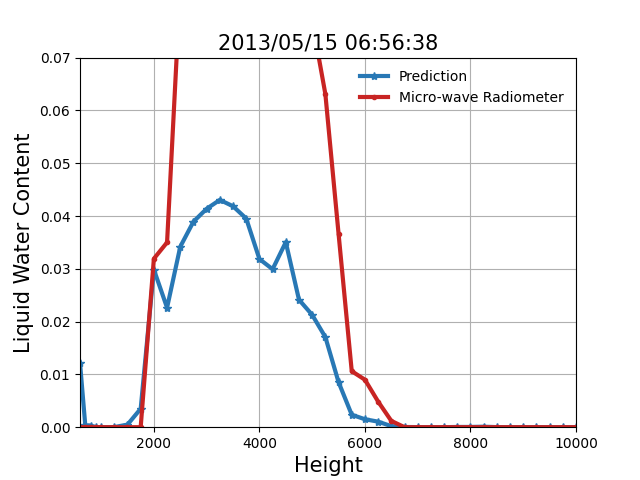 2013/05/15 06:56:38
Prediction
Micro-wave Radiometer
Liquid Water Content
0.07
0.06
0.05
0.04
0.03
0.02
0.01
0.00
2000 4000 6000 8000 10000
Height